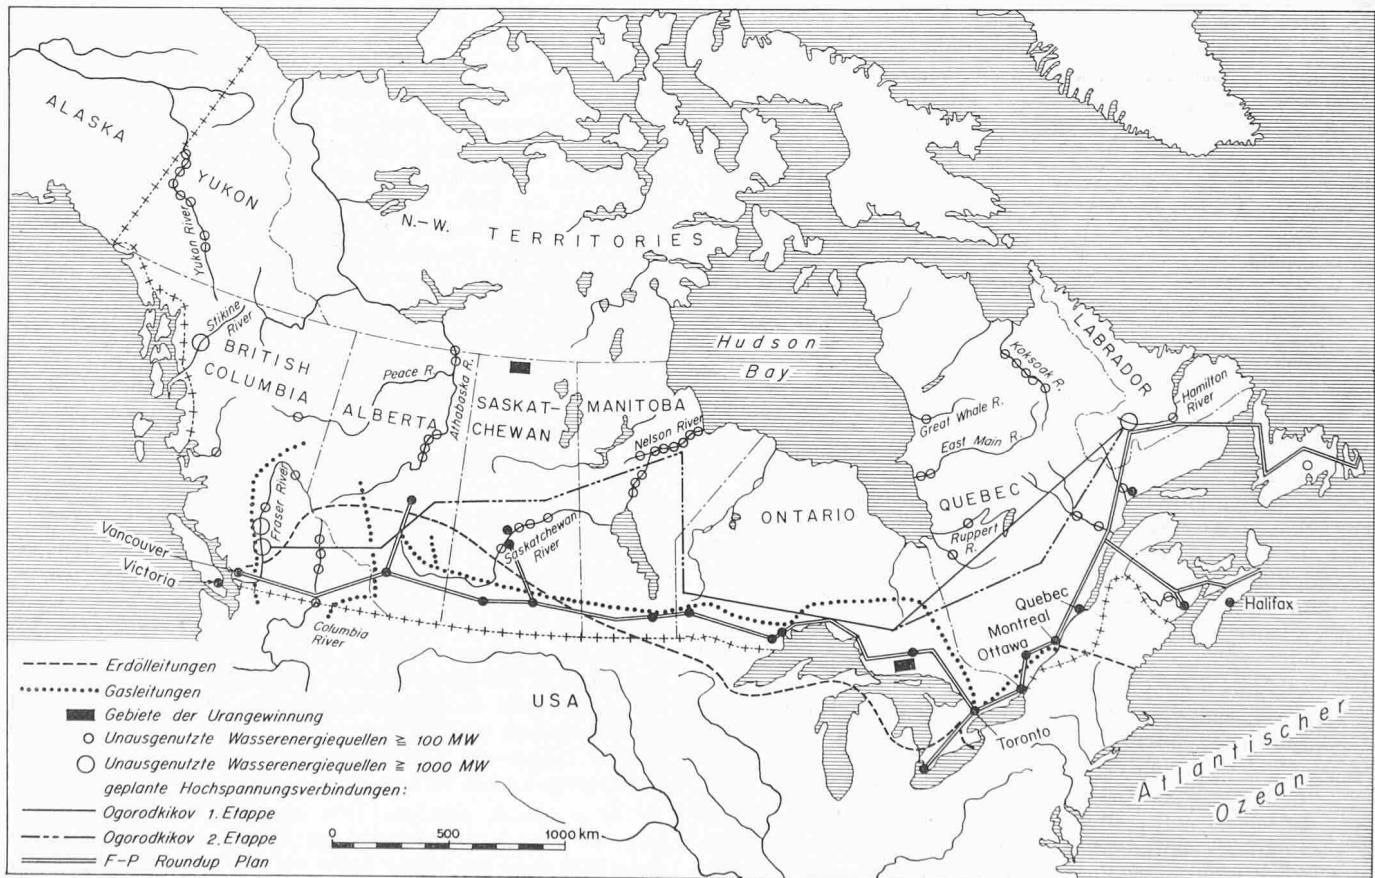 ALASKA
YUKON
Yukon River
N.-W. TERRITORIES
Stikine River
BRITISH COLUMBIA
Peace R.
ALBERTA
Athabaska R.
SASKAT-
CHEWAN
MANITOBA
Nelson River
Hudson
Bay
Koksoak R.
LABRADOR
Hamilton River
Great Whale R.
East Main R.
QUEBEC
Ruppert R.
ONTARIO
Fraser River
Saskatchewan River
Vancouver
Victoria
Columbia River
Quebec
Montreal
Ottawa
Halifax
Toronto
USA
Atlantischer
Ozean
Erdölleitungen
Gasleitungen
Gebiete der Urangewinnung
Unausgenutzte Wasserenergiequellen ≧ 100 MW
Unausgenutzte Wasserenergiequellen ≧ 1000 MW
geplante Hochspannungsverbindungen:
Ogorodkikov 1. Etappe
Ogorodkikov 2. Etappe
F-P Roundup Plan
0 500 1000 km